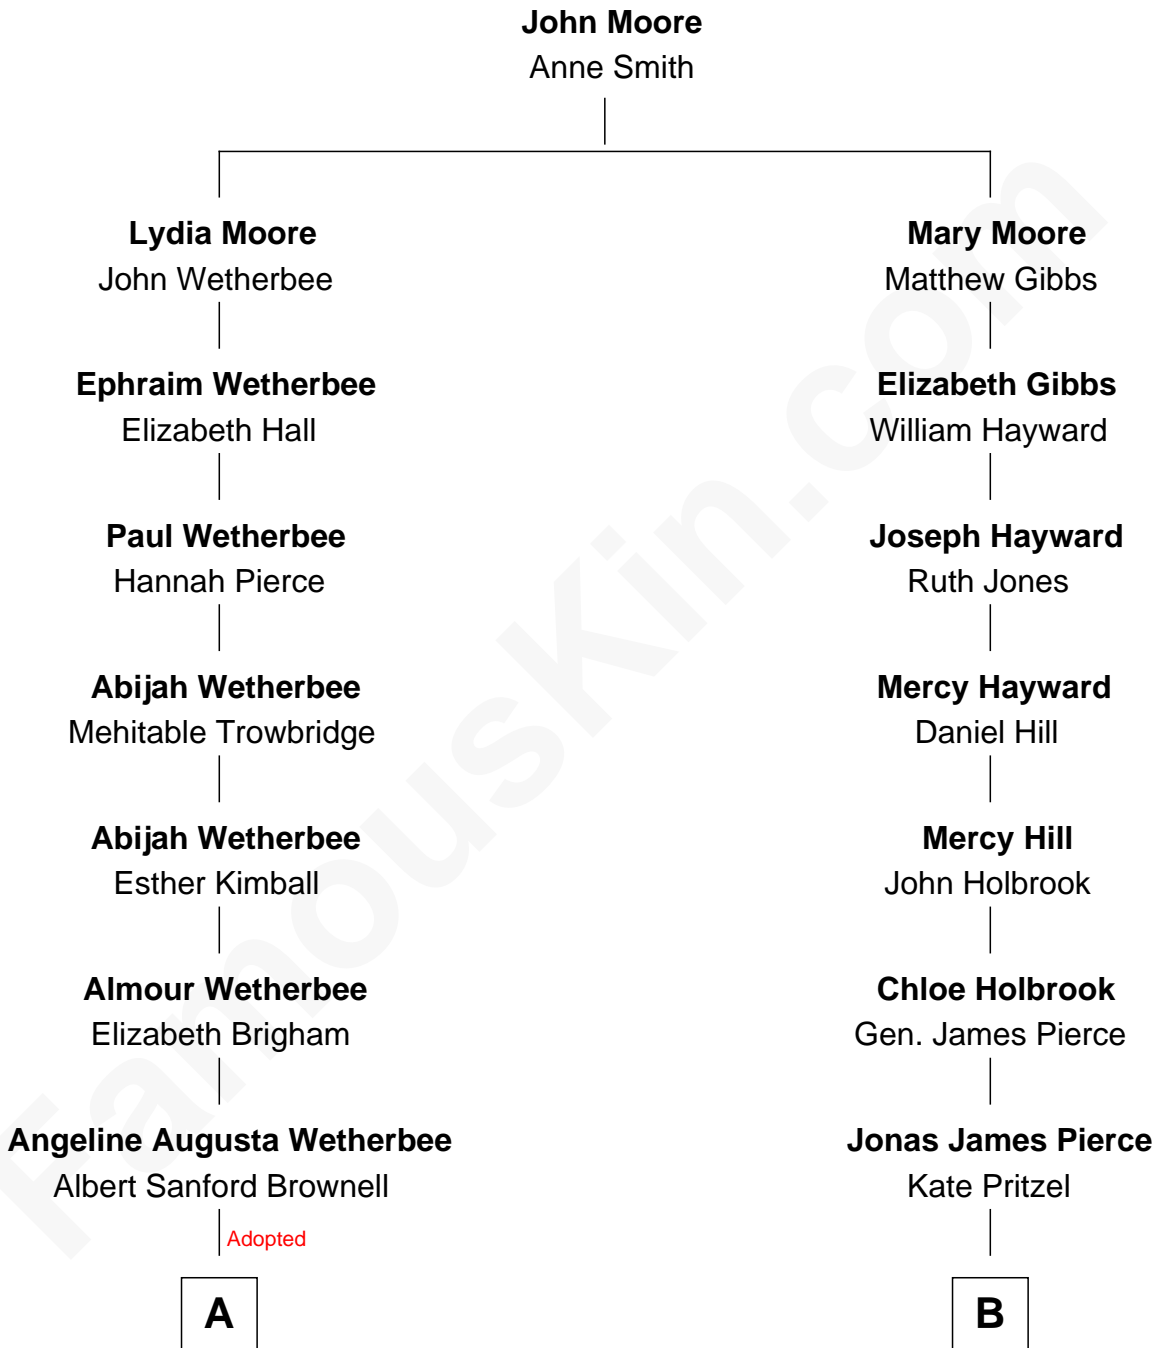 John Moore
Anne Smith
Lydia Moore
John Wetherbee
Mary Moore
Matthew Gibbs
Ephraim Wetherbee
Elizabeth Hall
Elizabeth Gibbs
William Hayward
Paul Wetherbee
Hannah Pierce
Joseph Hayward
Ruth Jones
Abijah Wetherbee
Mehitable Trowbridge
Mercy Hayward
Daniel Hill
Abijah Wetherbee
Esther Kimball
Mercy Hill
John Holbrook
Almour Wetherbee
Elizabeth Brigham
Chloe Holbrook
Gen. James Pierce
Angeline Augusta Wetherbee
Albert Sanford Brownell
Jonas James Pierce
Kate Pritzel
Adopted
A
B
FamousKin.com